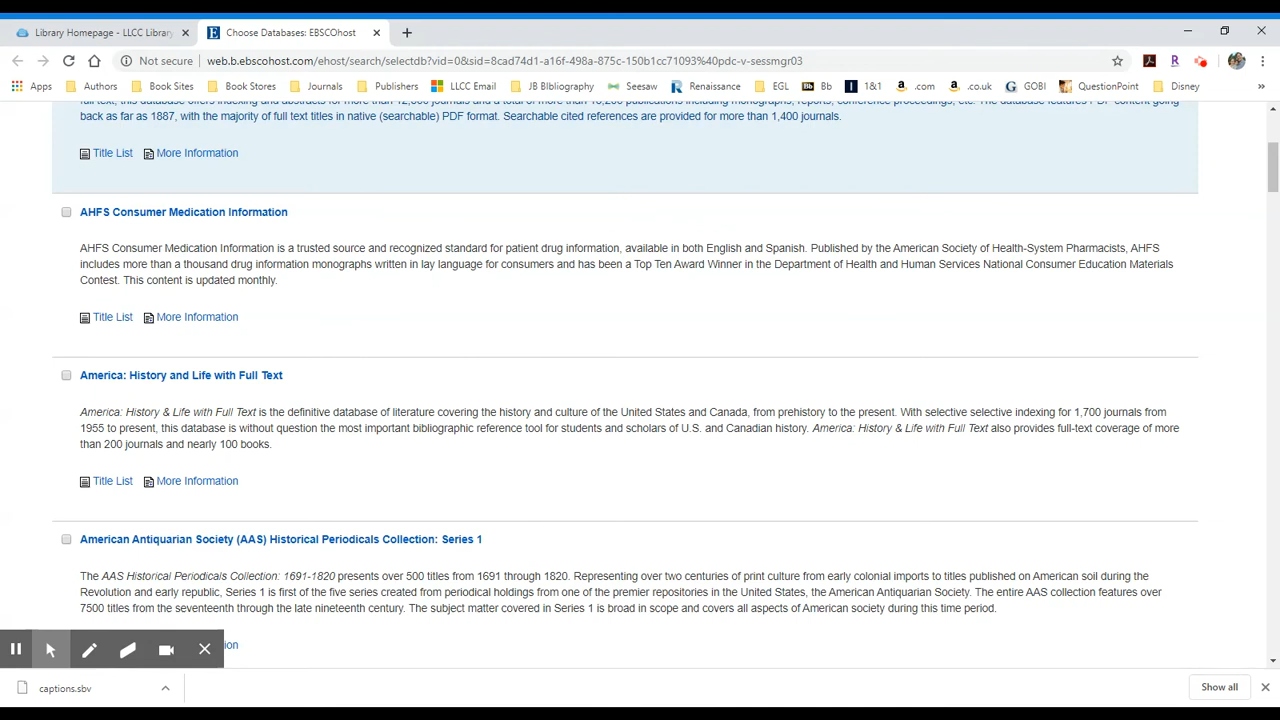 Library Homepage - LLCC Library
Choose Databases: EBSCOhost
Not secure web.b.ebscohost.com/ehost/search/selectdb?vid=0&sid=8cad74d1-a16f-498a-875c-150b1cc71093%40pdc-v-sessmgr03
Apps Authors Book Sites Book Stores Journals Publishers LLCC Email JB BIbliography Seesaw Renaissance EGL Bb Bb 1&1 .com .co.uk GOBI QuestionPoint Disney »
back as far as 1887, with the majority of full text titles in native (searchable) PDF format. Searchable cited references are provided for more than 1,400 journals.
Title List More Information
AHFS Consumer Medication Information
AHFS Consumer Medication Information is a trusted source and recognized standard for patient drug information, available in both English and Spanish. Published by the American Society of Health-System Pharmacists, AHFS
includes more than a thousand drug information monographs written in lay language for consumers and has been a Top Ten Award Winner in the Department of Health and Human Services National Consumer Education Materials
Contest. This content is updated monthly.
Title List More Information
America: History and Life with Full Text
America: History & Life with Full Text is the definitive database of literature covering the history and culture of the United States and Canada, from prehistory to the present. With selective selective indexing for 1,700 journals from
1955 to present, this database is without question the most important bibliographic reference tool for students and scholars of U.S. and Canadian history. America: History & Life with Full Text also provides full-text coverage of more
than 200 journals and nearly 100 books.
Title List More Information
American Antiquarian Society (AAS) Historical Periodicals Collection: Series 1
The AAS Historical Periodicals Collection: 1691-1820 presents over 500 titles from 1691 through 1820. Representing over two centuries of print culture from early colonial imports to titles published on American soil during the
Revolution and early republic, Series 1 is first of the five series created from periodical holdings from one of the premier repositories in the United States, the American Antiquarian Society. The entire AAS collection features over
7500 titles from the seventeenth through the late nineteenth century. The subject matter covered in Series 1 is broad in scope and covers all aspects of American society during this time period.
ion
captions.sbv
Show all